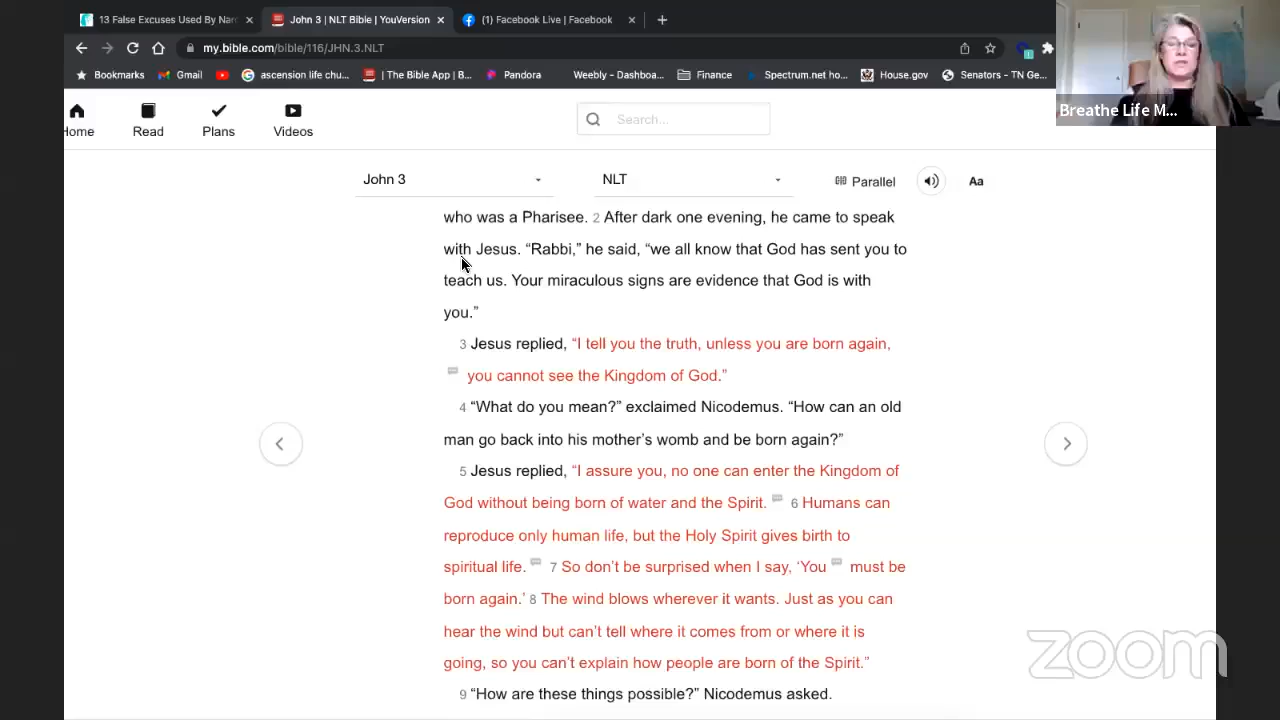 13 False Excuses Used By Nar
John 3 | NLT Bible | YouVersion
(1) Facebook Live | Facebook
my.bible.com/bible/116/JHN.3.NLT
Bookmarks
Gmail
ascension life chu...
| The Bible App | B...
Pandora
Weebly - Dashboa...
Finance
Spectrum.net ho...
House.gov
Senators - TN Ge...
Breathe Life M...
Home
Read
Plans
Videos
Search...
John 3
NLT
Parallel
Aa
who was a Pharisee. 2 After dark one evening, he came to speak
with Jesus. “Rabbi,” he said, “we all know that God has sent you to
teach us. Your miraculous signs are evidence that God is with
you.”
3 Jesus replied, “I tell you the truth, unless you are born again,
you cannot see the Kingdom of God.”
4 “What do you mean?” exclaimed Nicodemus. “How can an old
man go back into his mother’s womb and be born again?”
5 Jesus replied, “I assure you, no one can enter the Kingdom of
God without being born of water and the Spirit. 6 Humans can
reproduce only human life, but the Holy Spirit gives birth to
spiritual life. 7 So don’t be surprised when I say, ‘You must be
born again.’ 8 The wind blows wherever it wants. Just as you can
hear the wind but can’t tell where it comes from or where it is
going, so you can’t explain how people are born of the Spirit.”
9 “How are these things possible?” Nicodemus asked.
zoom